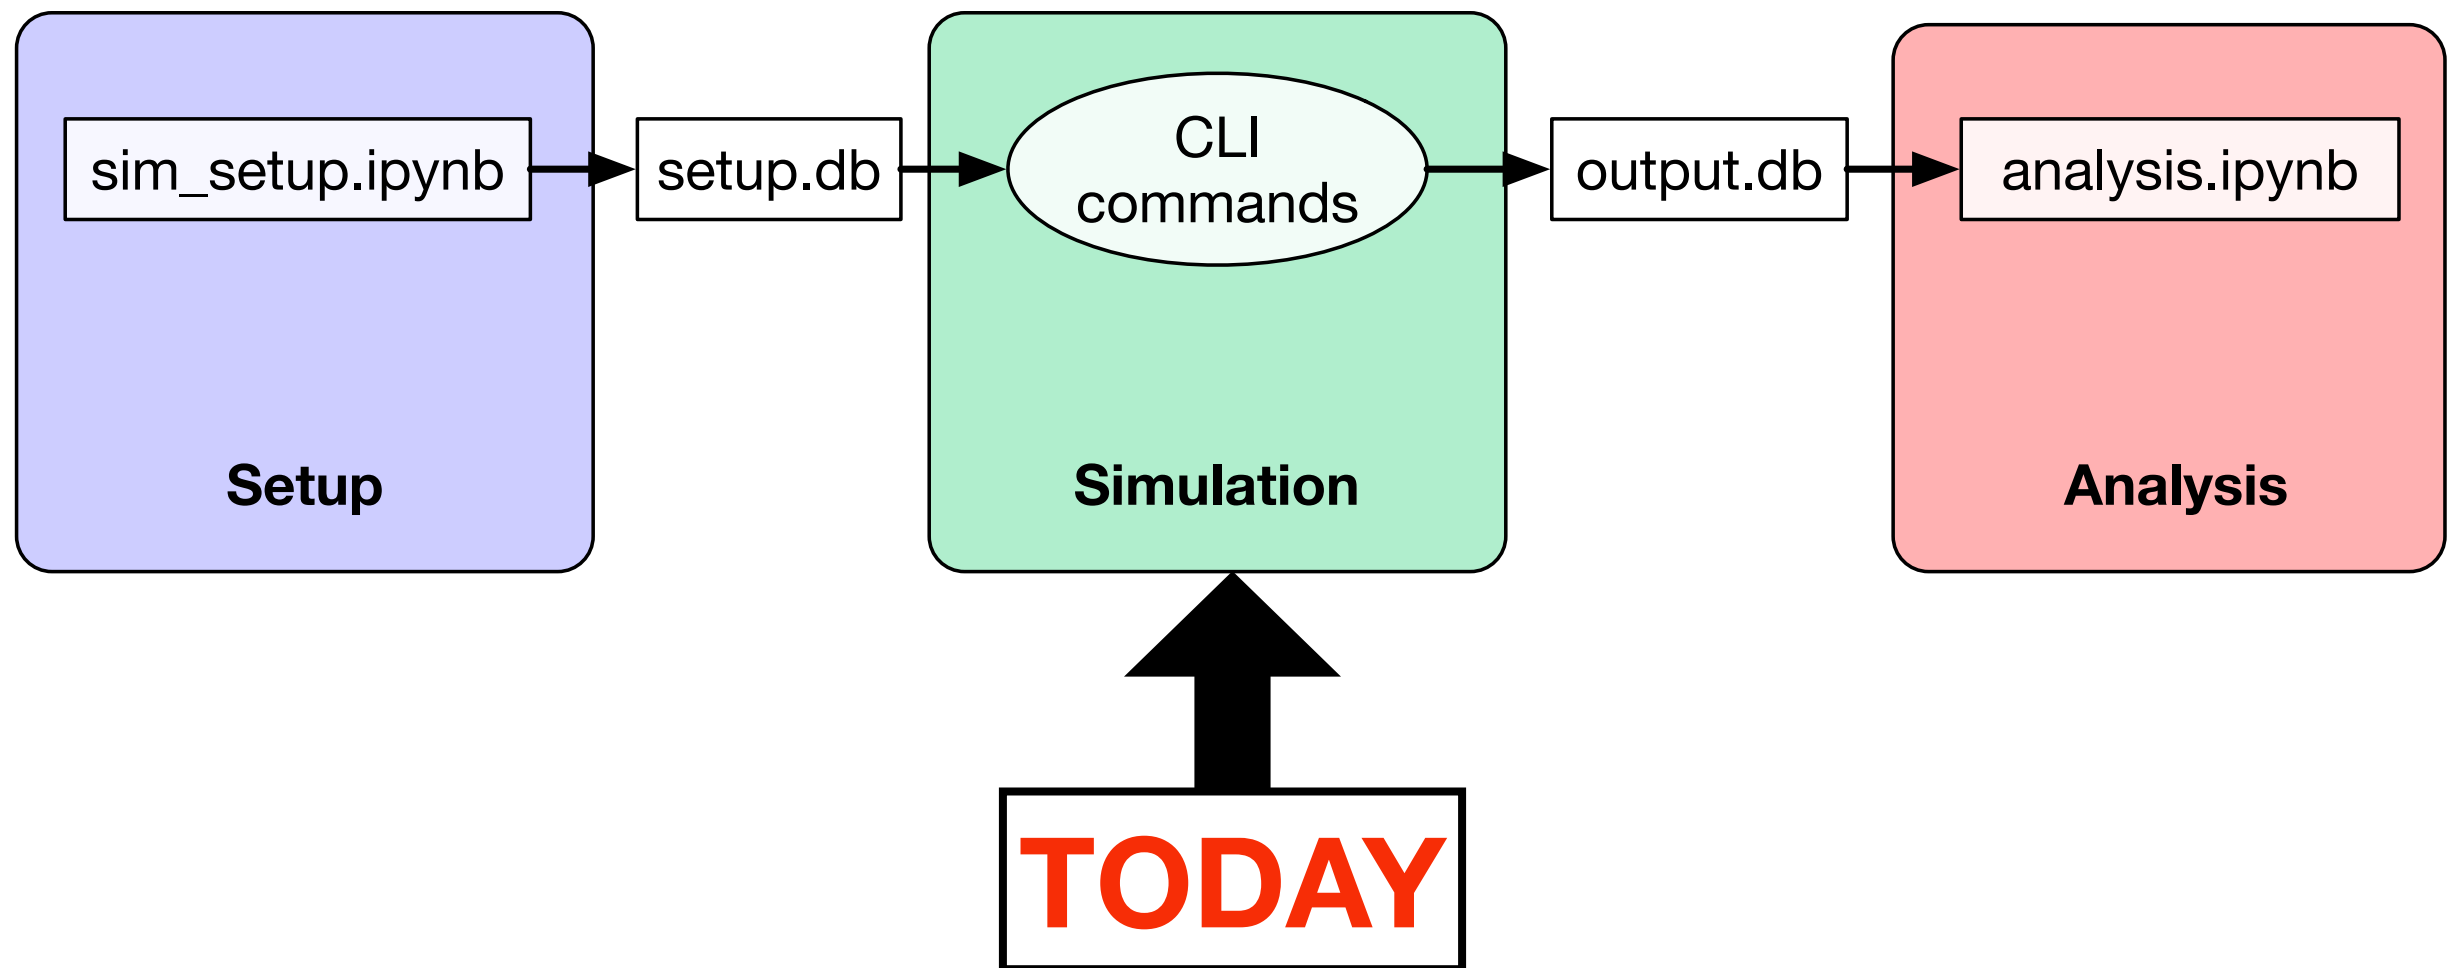 sim_setup.ipynb
setup.db
CLI
commands
output.db
analysis.ipynb
Setup
Simulation
Analysis
TODAY